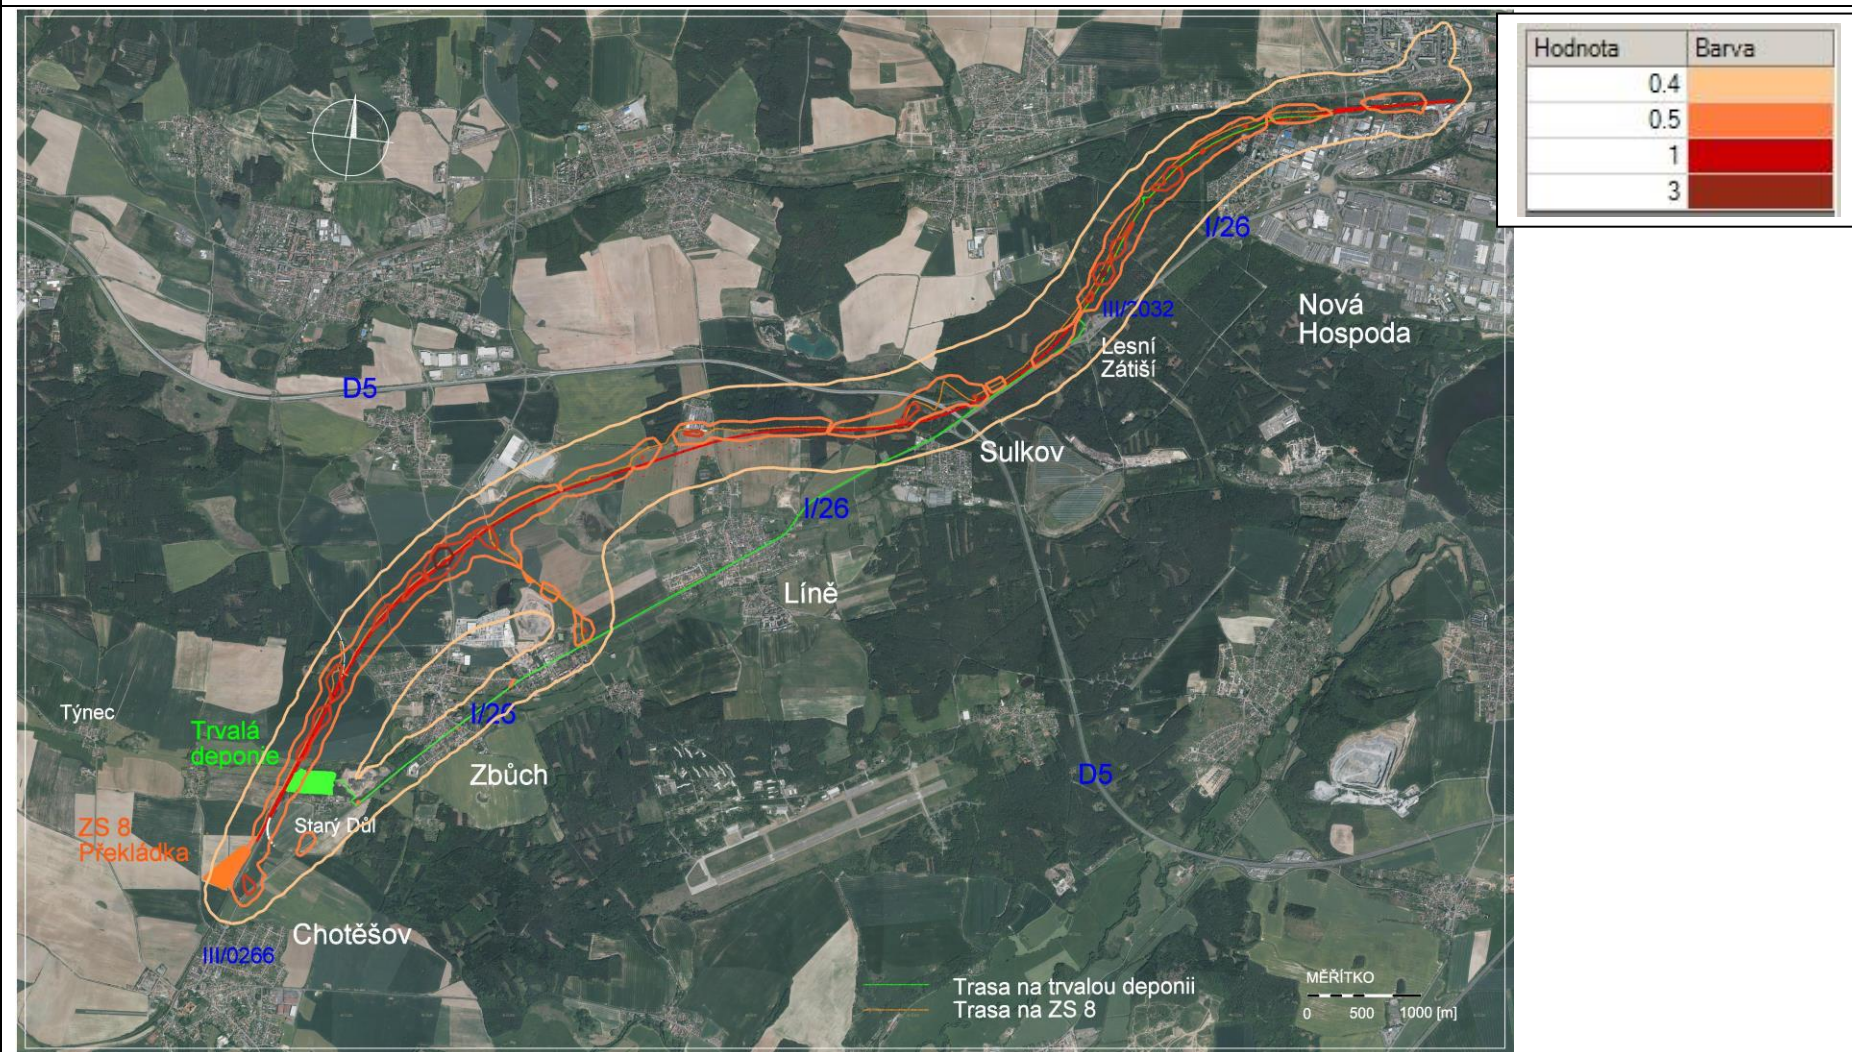 Hodnota Barva
0.4
0.5
1
3
I/26
Nová
Hospoda
III/2032
Lesní
Zátiší
D5
Sulkov
I/26
Líně
Týnec
Trvalá
deponie
I/26
Zbůch
D5
ZS 8
Překládka
Starý Důl
Chotěšov
III/0266
Trasa na trvalou deponii
Trasa na ZS 8
MĚŘÍTKO
0 500 1000 [m]